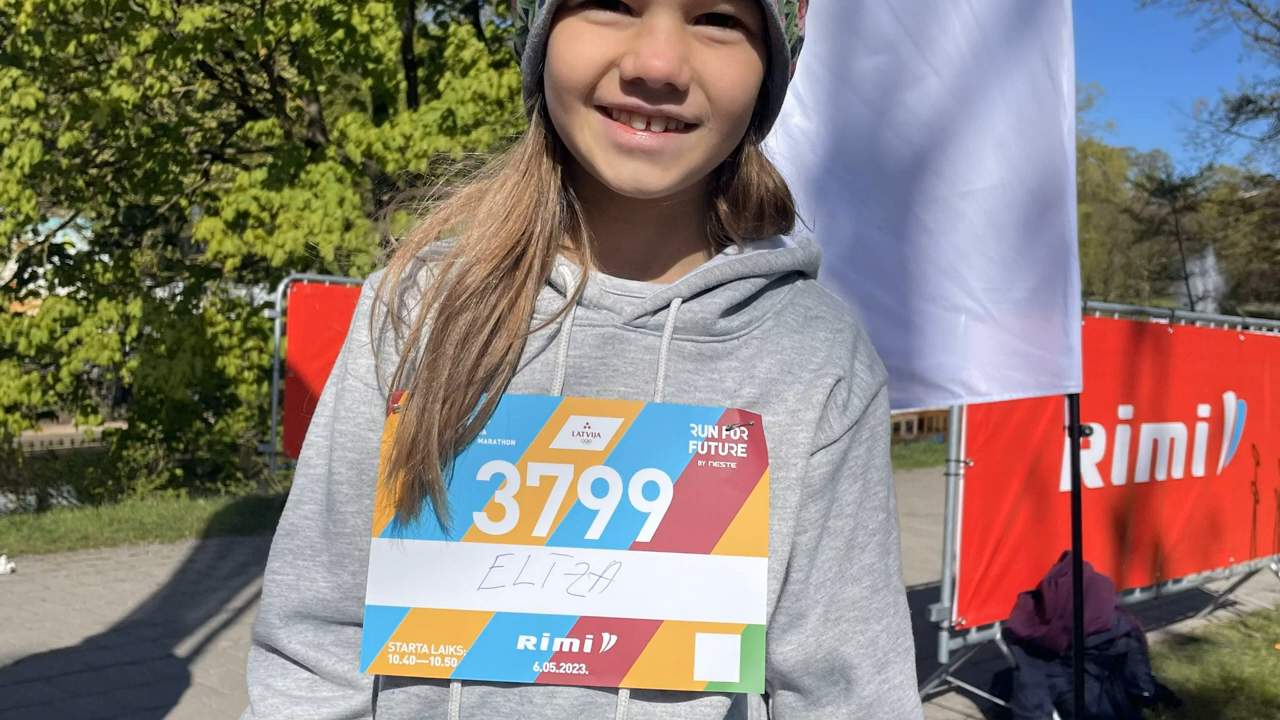 MARATHON
LATVIJA
RUN FOR
FUTURE
BY NESTE
3799
ELIZA
STARTA LAIKS:
10.40—10.50
Rimi
6.05.2023.
Rimi